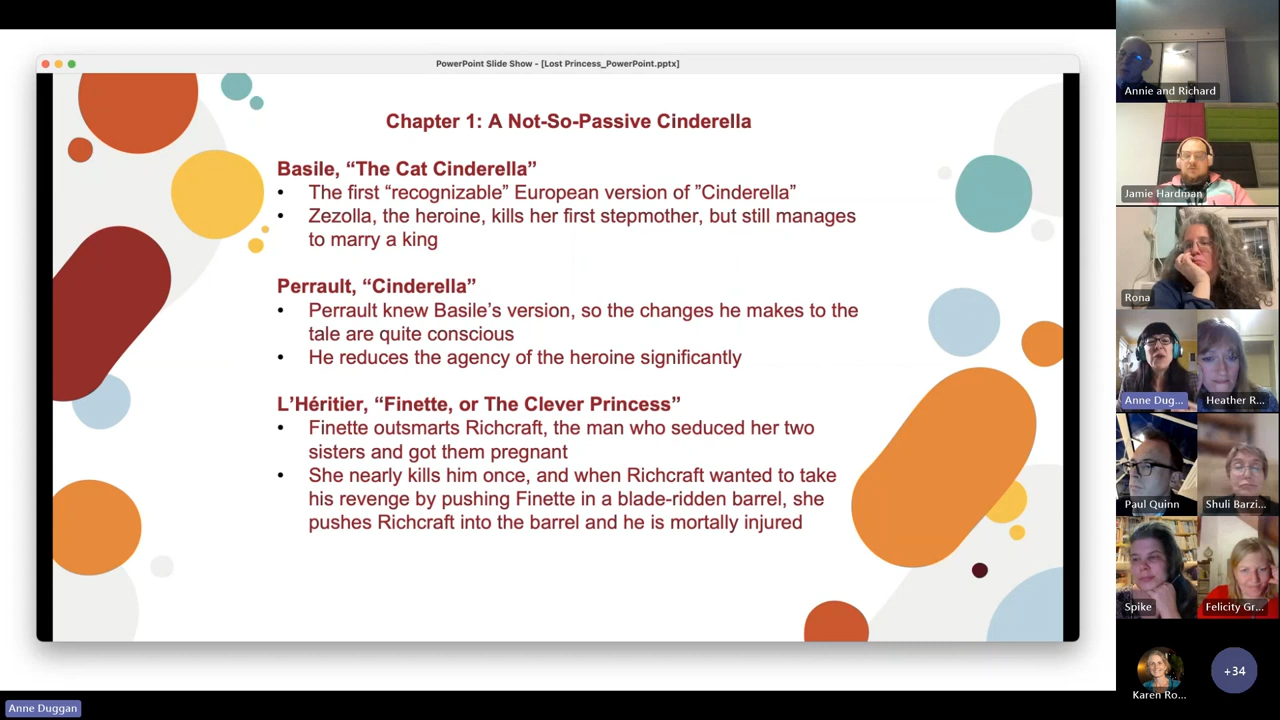 PowerPoint Slide Show - [Lost Princess_PowerPoint.pptx]
Chapter 1: A Not-So-Passive Cinderella
Basile, “The Cat Cinderella”
• The first “recognizable” European version of ”Cinderella”
• Zezolla, the heroine, kills her first stepmother, but still manages
to marry a king
Perrault, “Cinderella”
• Perrault knew Basile’s version, so the changes he makes to the
tale are quite conscious
• He reduces the agency of the heroine significantly
L’Héritier, “Finette, or The Clever Princess”
• Finette outsmarts Richcraft, the man who seduced her two
sisters and got them pregnant
• She nearly kills him once, and when Richcraft wanted to take
his revenge by pushing Finette in a blade-ridden barrel, she
pushes Richcraft into the barrel and he is mortally injured
Annie and Richard
Jamie Hardman
Rona
Anne Dug...
Heather R...
Paul Quinn
Shuli Barzi...
Spike
Felicity Gr...
Karen Ro...
+34
Anne Duggan